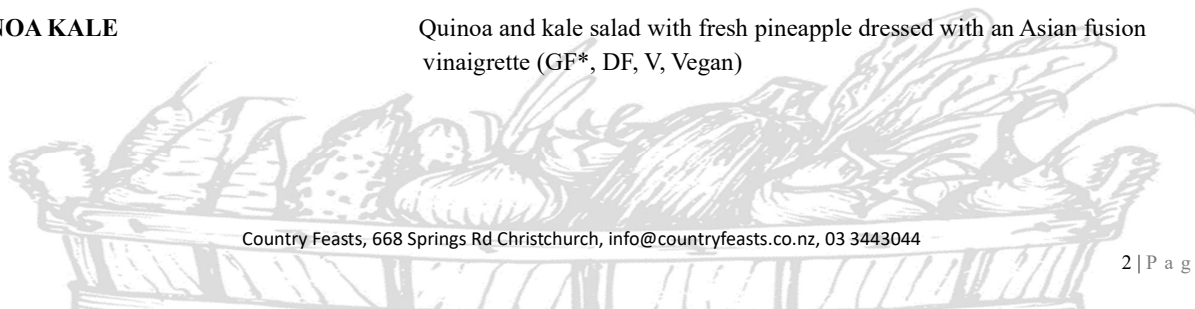 NOA KALE Quinoa and kale salad with fresh pineapple dressed with an Asian fusion
vinaigrette (GF*, DF, V, Vegan)
Country Feasts, 668 Springs Rd Christchurch, info@countryfeasts.co.nz, 03 3443044
2 | P a g